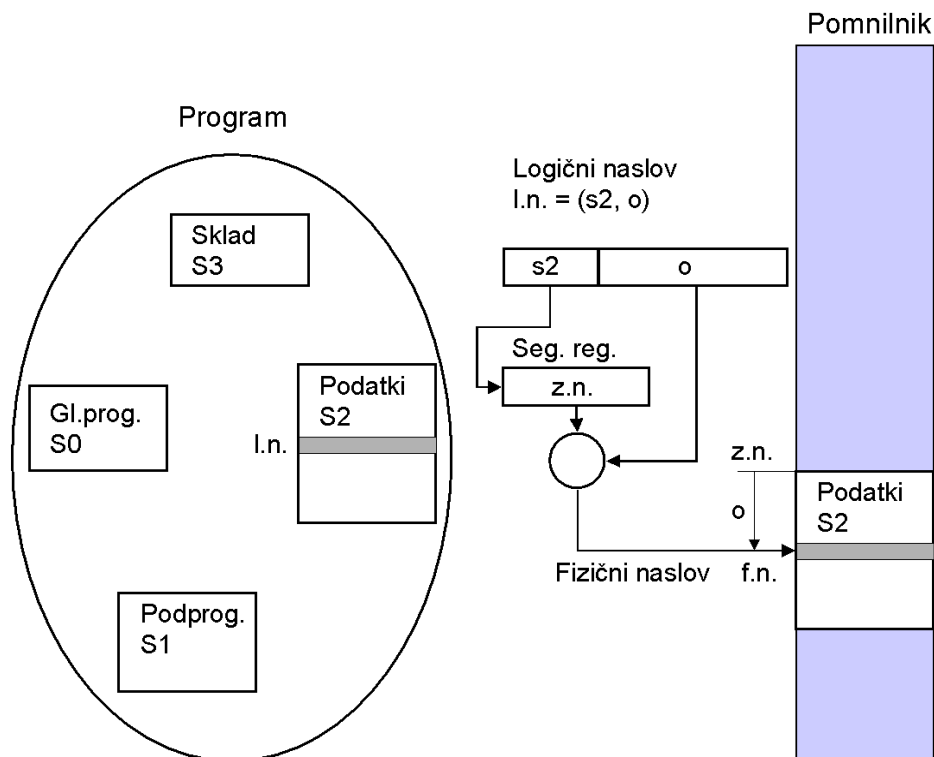 Pomnilnik
Program
Logični naslov
l.n. = (s2, o)
Sklad
S3
s2
o
Seg. reg.
z.n.
Podatki
S2
Gl.prog.
S0
l.n.
z.n.
Podatki
S2
o
Fizični naslov
f.n.
Podprog.
S1